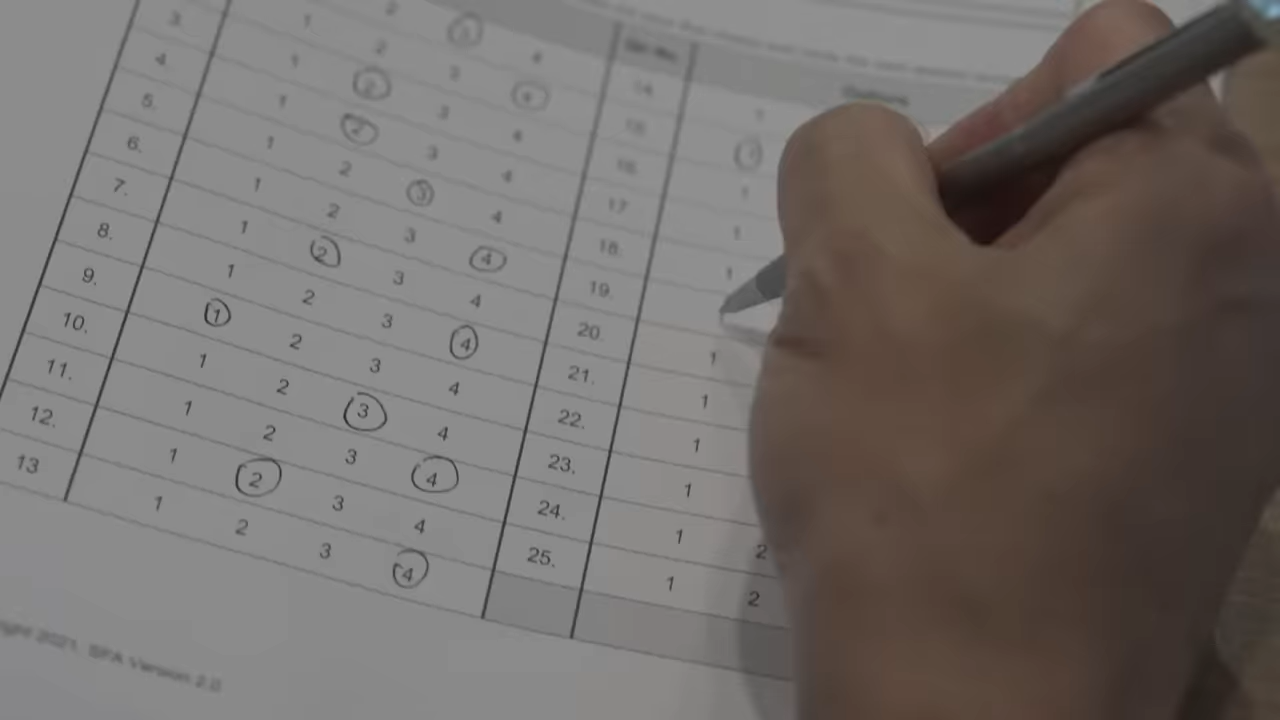 Qn No. Options
14. 1
2 3 4 15. 1
3. 1 2 3 4 16. 1
4. 1 2 3 4 17. 1
5. 1 2 3 4 18. 1
6. 1 2 3 4 19.
7. 1 2 3 4 20. 1
8. 1 2 3 4 21. 1
9. 1 2 3 4 22. 1
10. 1 2 3 4 23. 1
11. 1 2 3 4 24. 1 2
12. 1 2 3 4 25. 1 2
13 1 2 3 4
2021. SFA Version 2.0